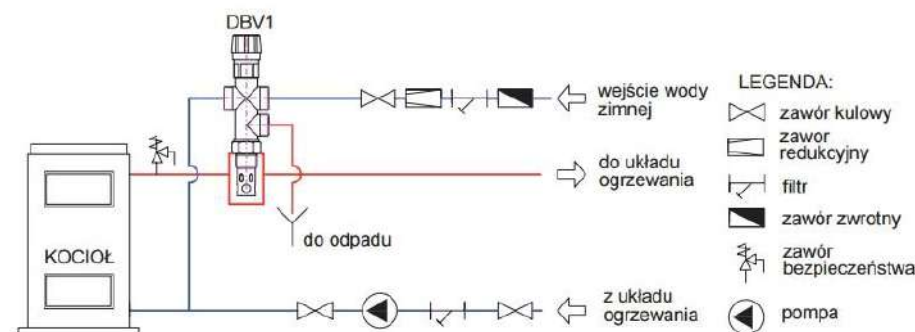 DBV1
wejście wody
zimnej
do układu
ogrzewania
do odpadu
KOCIOŁ
z układu
ogrzewania
LEGENDA:
zawór kulowy
zawor
redukcyjny
filtr
zawór zwrotny
zawór
bezpieczeństwa
pompa